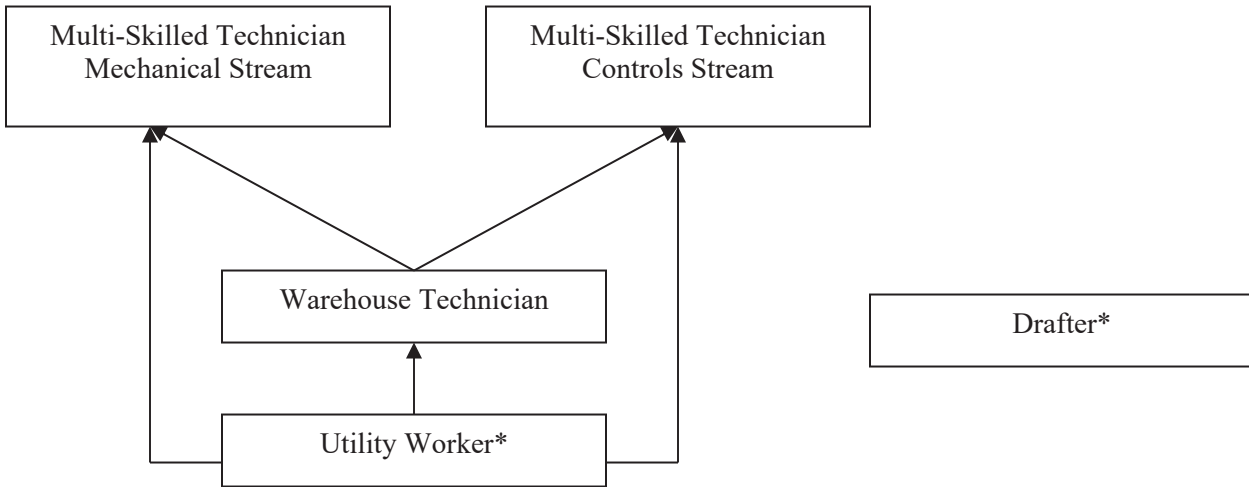 Multi-Skilled Technician
Mechanical Stream
Multi-Skilled Technician
Controls Stream
Warehouse Technician
Drafter*
Utility Worker*